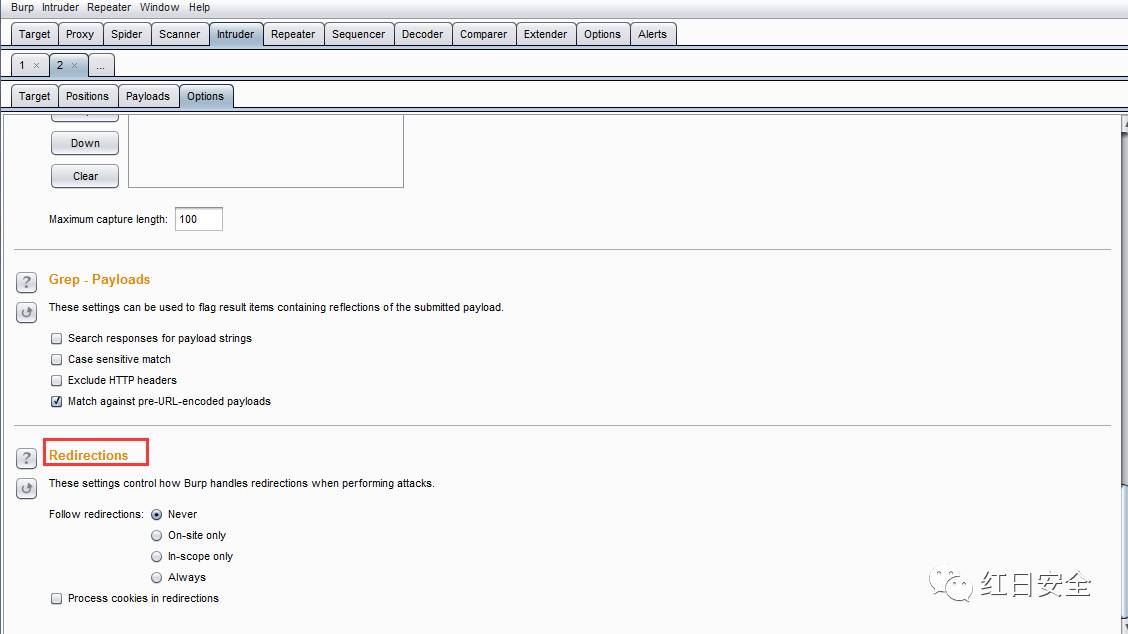 Burp Intruder Repeater Window Help
Target Proxy Spider Scanner Intruder Repeater Sequencer Decoder Comparer Extender Options Alerts
1 × 2 × ...
Target Positions Payloads Options
Down
Clear
Maximum capture length: 100
? Grep - Payloads
These settings can be used to flag result items containing reflections of the submitted payload.
Search responses for payload strings
Case sensitive match
Exclude HTTP headers
Match against pre-URL-encoded payloads
? Redirections
These settings control how Burp handles redirections when performing attacks.
Follow redirections: Never
On-site only
In-scope only
Always
Process cookies in redirections
红日安全